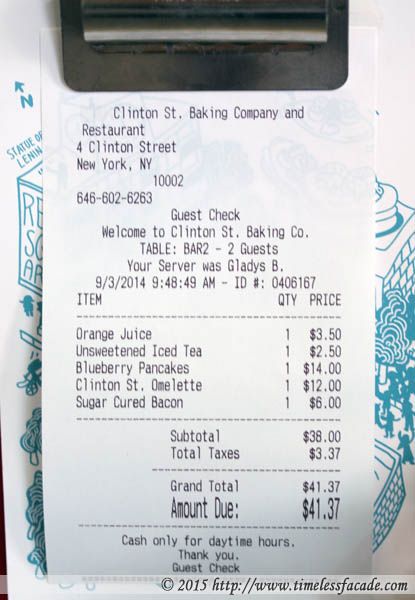 N
STATUE OF
LENIN
Clinton St. Baking Company and
Restaurant
4 Clinton Street
New York, NY
10002
646-602-6263
Guest Check
Welcome to Clinton St. Baking Co.
TABLE: BAR2 - 2 Guests
Your Server was Gladys B.
9/3/2014 9:48:49 AM - ID #: 0406167
ITEM QTY PRICE
Orange Juice 1 $3.50
Unsweetened Iced Tea 1 $2.50
Blueberry Pancakes 1 $14.00
Clinton St. Omelette 1 $12.00
Sugar Cured Bacon 1 $6.00
Subtotal $38.00
Total Taxes $3.37
Grand Total $41.37
Amount Due: $41.37
Cash only for daytime hours.
Thank you.
Guest Check
© 2015 http://www.timelessfacade.com